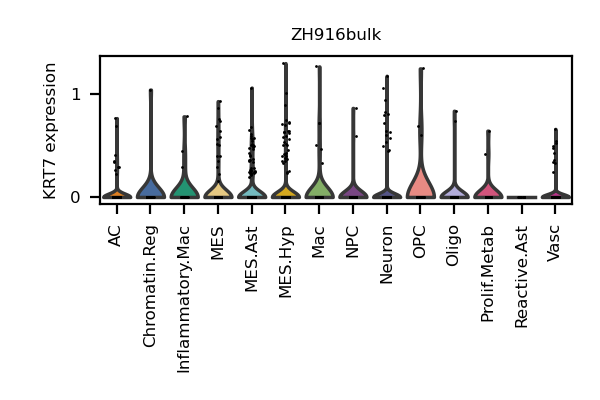 ZH916bulk
KRT7 expression
1
0
AC
Chromatin.Reg
Inflammatory.Mac
MES
MES.Ast
MES.Hyp
Mac
NPC
Neuron
OPC
Oligo
Prolif.Metab
Reactive.Ast
Vasc